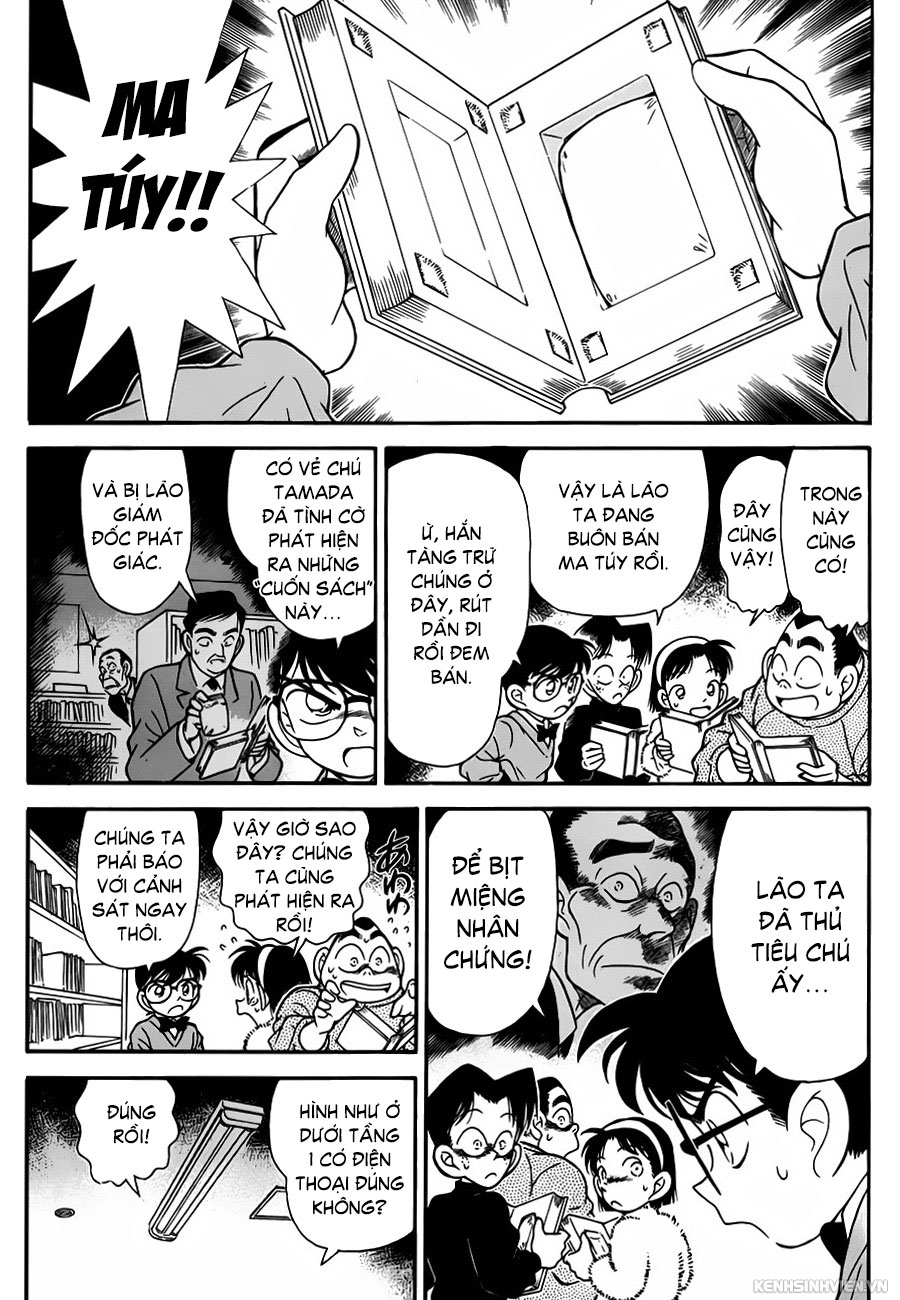 MA
TÚY!!
TRONG
NÀY
CŨNG
CÓ!
ĐÂY
CŨNG
VẬY!
VẬY LÀ LÃO
TA ĐANG
BUÔN BÁN
MA TÚY RỒI.
Ừ, HẮN
TÀNG TRỮ
CHÚNG Ở
ĐÂY, RÚT
DẦN ĐI
RỒI ĐEM
BÁN.
CÓ VẺ CHÚ
TAMADA
ĐÃ TÌNH CỜ
PHÁT HIỆN
RA NHỮNG
"CUỐN SÁCH"
NÀY...
VÀ BỊ LÃO
GIÁM
ĐỐC PHÁT
GIÁC.
LÃO TA
ĐÃ THỦ
TIÊU CHÚ
ẤY...
ĐỂ BỊT
MIỆNG NHÂN
CHỨNG!
あわわ
VẬY GIỜ SAO
ĐÂY? CHÚNG
TA CŨNG
PHÁT HIỆN RA
RỒI!
CHÚNG TA
PHẢI BÁO
VỚI CẢNH
SÁT NGAY
THÔI.
HÌNH NHƯ Ở
DƯỚI TẦNG
1 CÓ ĐIỆN
THOẠI ĐÚNG
KHÔNG?
ĐÚNG
RỒI!
KENHSINHVIEN.VN